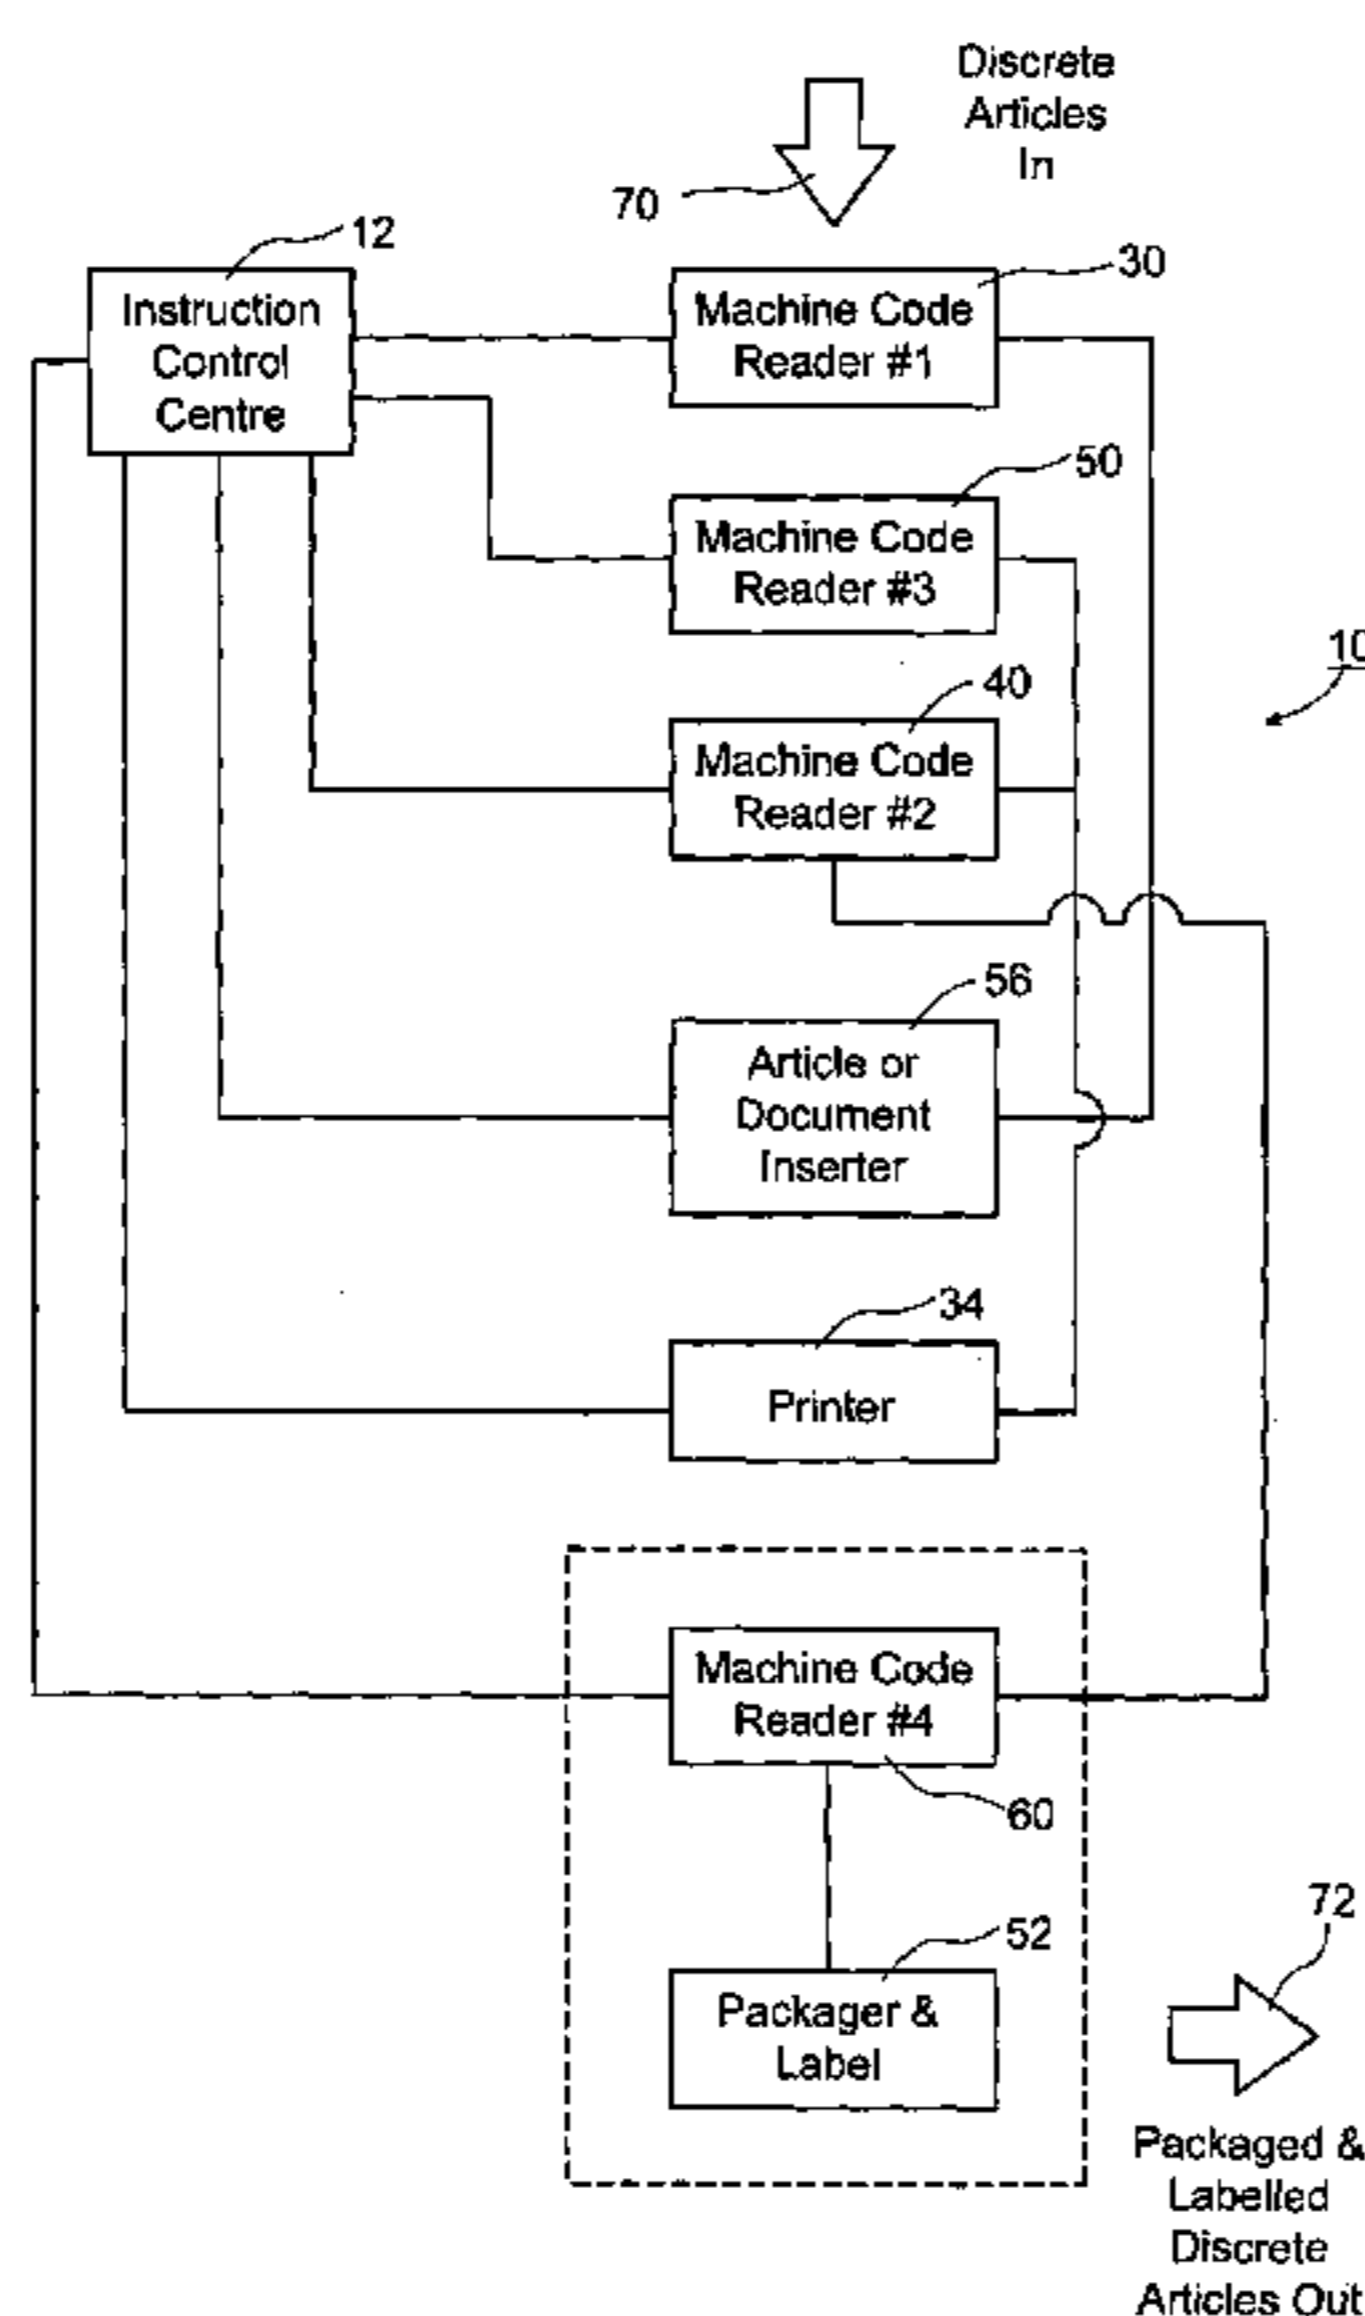 Discrete
Articles
In
70
12
30
Instruction
Control
Centre
Machine Code
Reader #1
50
Machine Code
Reader #3
10
40
Machine Code
Reader #2
56
Article or
Document
Inserter
34
Printer
Machine Code
Reader #4
60
72
52
Packager &
Label
Packaged &
Labelled
Discrete
Articles Out